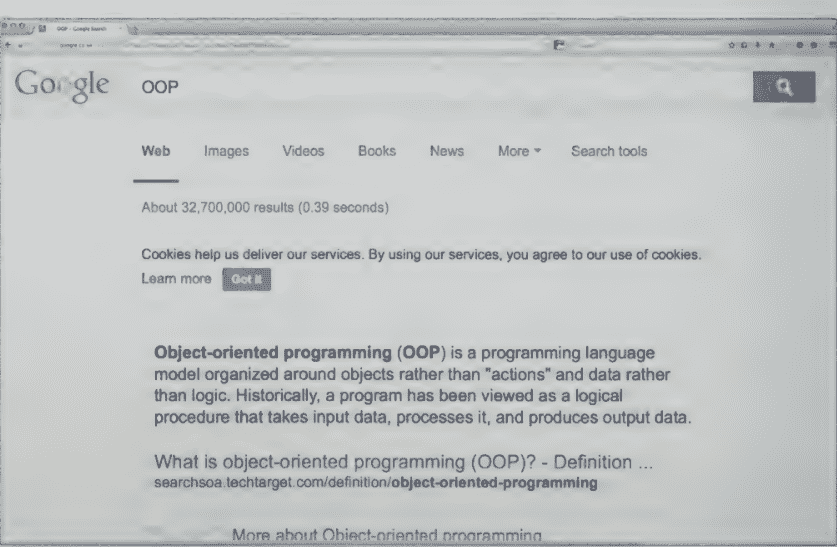 OOP - Google Search
Google
OOP
Web Images Videos Books News More Search tools
About 32,700,000 results (0.39 seconds)
Cookies help us deliver our services. By using our services, you agree to our use of cookies.
Learn more Got it
Object-oriented programming (OOP) is a programming language
model organized around objects rather than "actions" and data rather
than logic. Historically, a program has been viewed as a logical
procedure that takes input data, processes it, and produces output data.
What is object-oriented programming (OOP)? - Definition ...
searchsoa.techtarget.com/definition/object-oriented-programming
More about Object-oriented programming